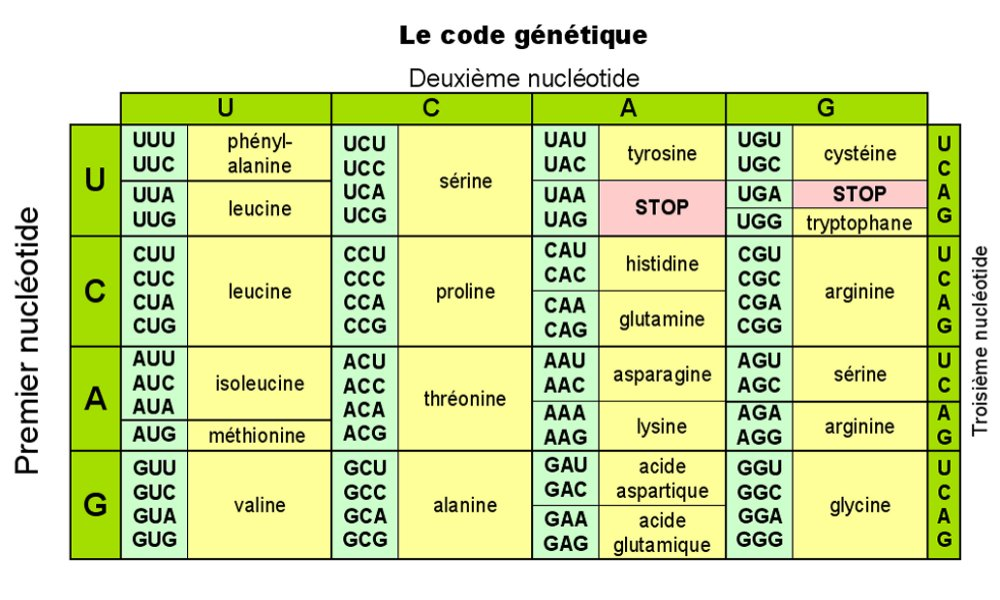 Le code génétique
Deuxième nucléotide
U C A G
Premier nucléotide
U
UUU
UUC
phényl-
alanine
UUA
UUG
leucine
UCU
UCC
UCA
UCG
sérine
UAU
UAC
tyrosine
UAA
UAG
STOP
UGU
UGC
cystéine
UGA
STOP
UGG
tryptophane
U
C
A
G
C
CUU
CUC
CUA
CUG
leucine
CCU
CCC
CCA
CCG
proline
CAU
CAC
histidine
CAA
CAG
glutamine
CGU
CGC
CGA
CGG
arginine
U
C
A
G
A
AUU
AUC
AUA
isoleucine
AUG
méthionine
ACU
ACC
ACA
ACG
thréonine
AAU
AAC
asparagine
AAA
AAG
lysine
AGU
AGC
sérine
AGA
AGG
arginine
U
C
A
G
G
GUU
GUC
GUA
GUG
valine
GCU
GCC
GCA
GCG
alanine
GAU
GAC
acide
aspartique
GAA
GAG
acide
glutamique
GGU
GGC
GGA
GGG
glycine
U
C
A
G
Troisième nucléotide